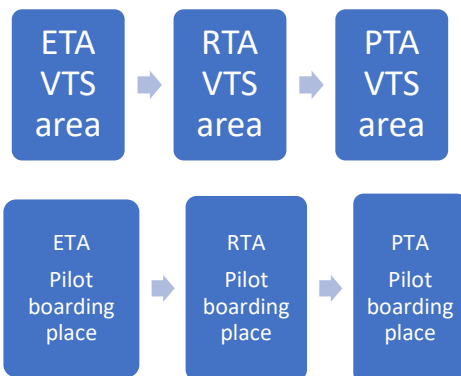 ETA
VTS
area
RTA
VTS
area
PTA
VTS
area
ETA
Pilot
boarding
place
RTA
Pilot
boarding
place
PTA
Pilot
boarding
place